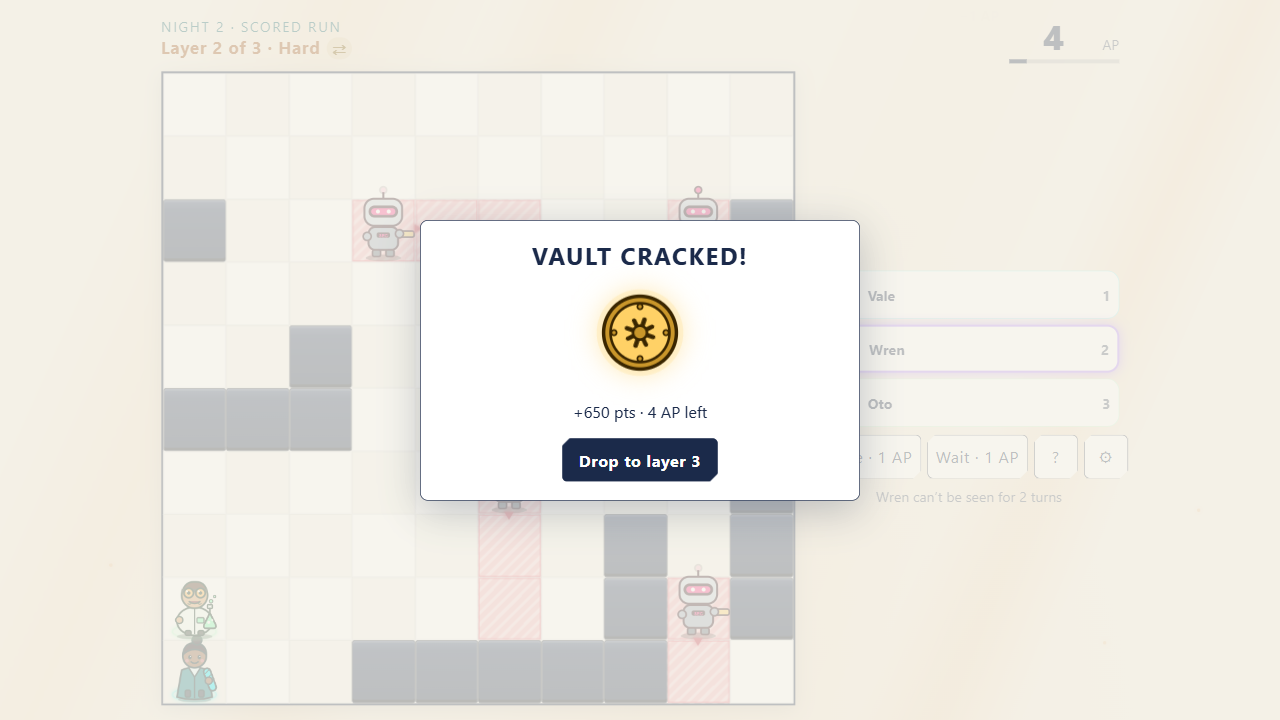 NIGHT 2 · SCORED RUN
Layer 2 of 3 · Hard ⇄
4 AP
VAULT CRACKED!
+650 pts · 4 AP left
Drop to layer 3
Vale 1
Wren 2
Oto 3
· 1 AP
Wait · 1 AP
?
Wren can't be seen for 2 turns